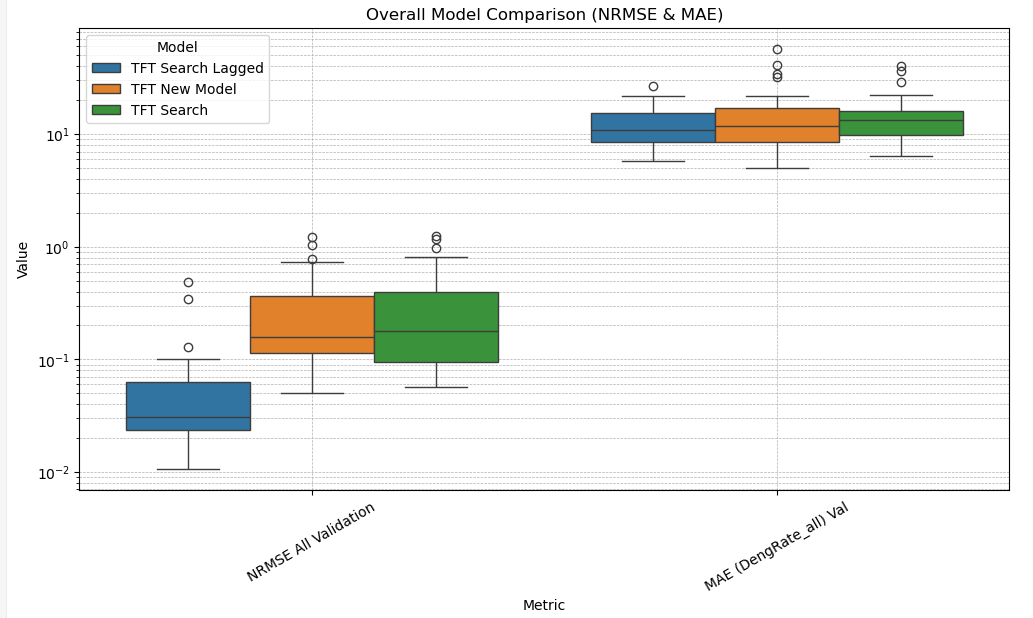 Overall Model Comparison (NRMSE & MAE)
Model
TFT Search Lagged
TFT New Model
TFT Search
Value
10¹
10⁰
10⁻¹
10⁻²
NRMSE All Validation
MAE (DengRate_all) Val
Metric